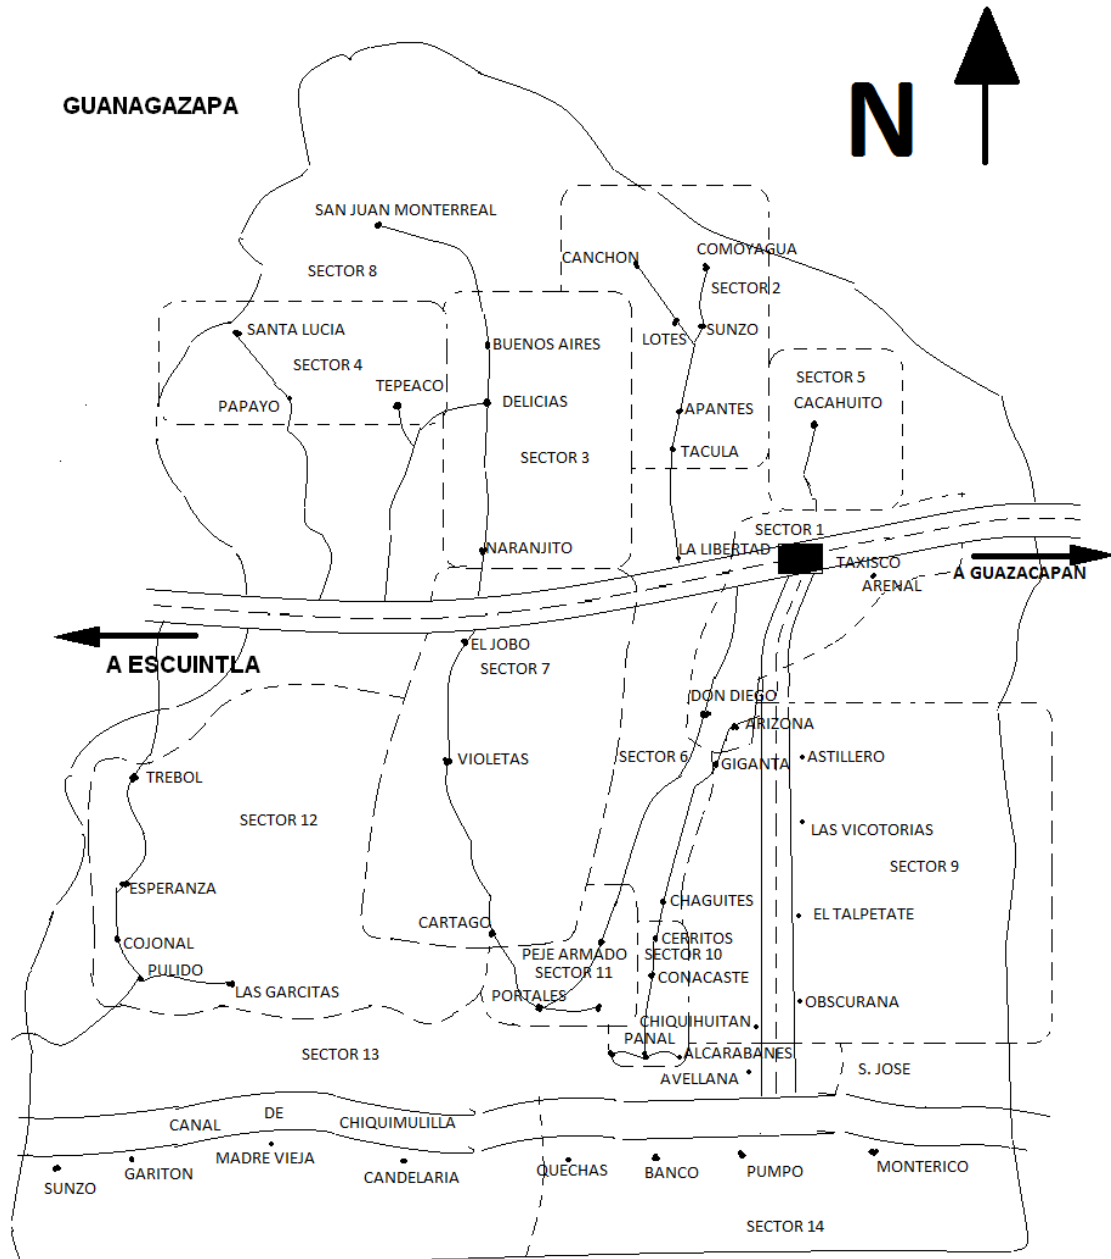 GUANAGAZAPA
N
SAN JUAN MONTERREAL
SECTOR 8
CANCHON
COMOYAGUA
SECTOR 2
SANTA LUCIA
LOTES
SUNZO
BUENOS AIRES
SECTOR 4
TEPEACO
SECTOR 5
PAPAYO
DELICIAS
CACAHUITO
APANTES
SECTOR 3
TACULA
SECTOR 1
NARANJITO
LA LIBERTAD
TAXISCO
A GUAZACAPAN
ARENAL
EL JOBO
A ESCUINTLA
SECTOR 7
DON DIEGO
ARIZONA
SECTOR 6
VIOLETAS
GIGANTA
ASTILLERO
TREBOL
SECTOR 12
LAS VICOTORIAS
SECTOR 9
ESPERANZA
CHAGUITES
EL TALPETATE
CARTAGO
COJONAL
CERRITOS
PEJE ARMADO
SECTOR 10
PULIDO
SECTOR 11
CONACASTE
LAS GARCITAS
PORTALES
OBSCURANA
CHIQUIHUITAN
PANAL
SECTOR 13
ALCARABANES
S. JOSE
AVELLANA
CANAL
DE
CHIQUIMULILLA
MADRE VIEJA
GARITON
SUNZO
CANDELARIA
QUECHAS
BANCO
PUMPO
MONTERICO
SECTOR 14